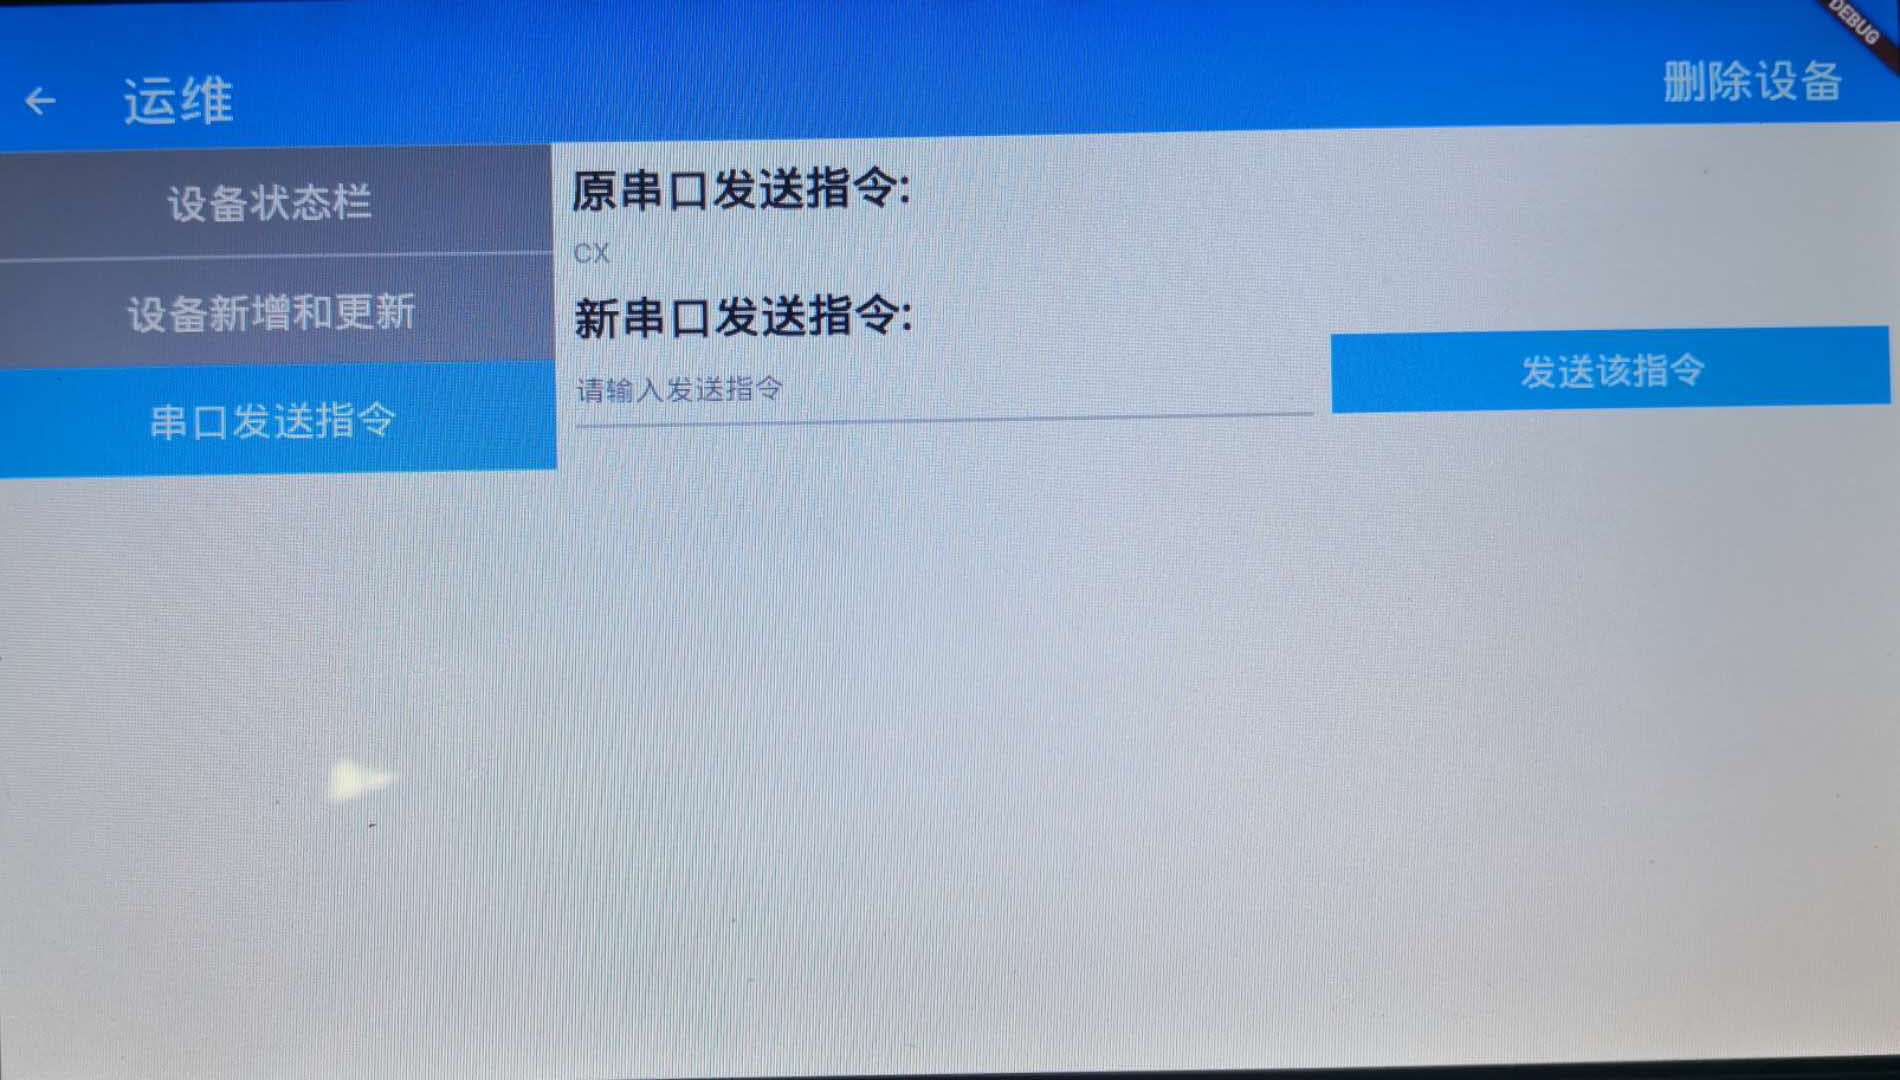 DEBUG
运维
删除设备
设备状态栏
设备新增和更新
串口发送指令
原串口发送指令:
CX
新串口发送指令:
请输入发送指令
发送该指令